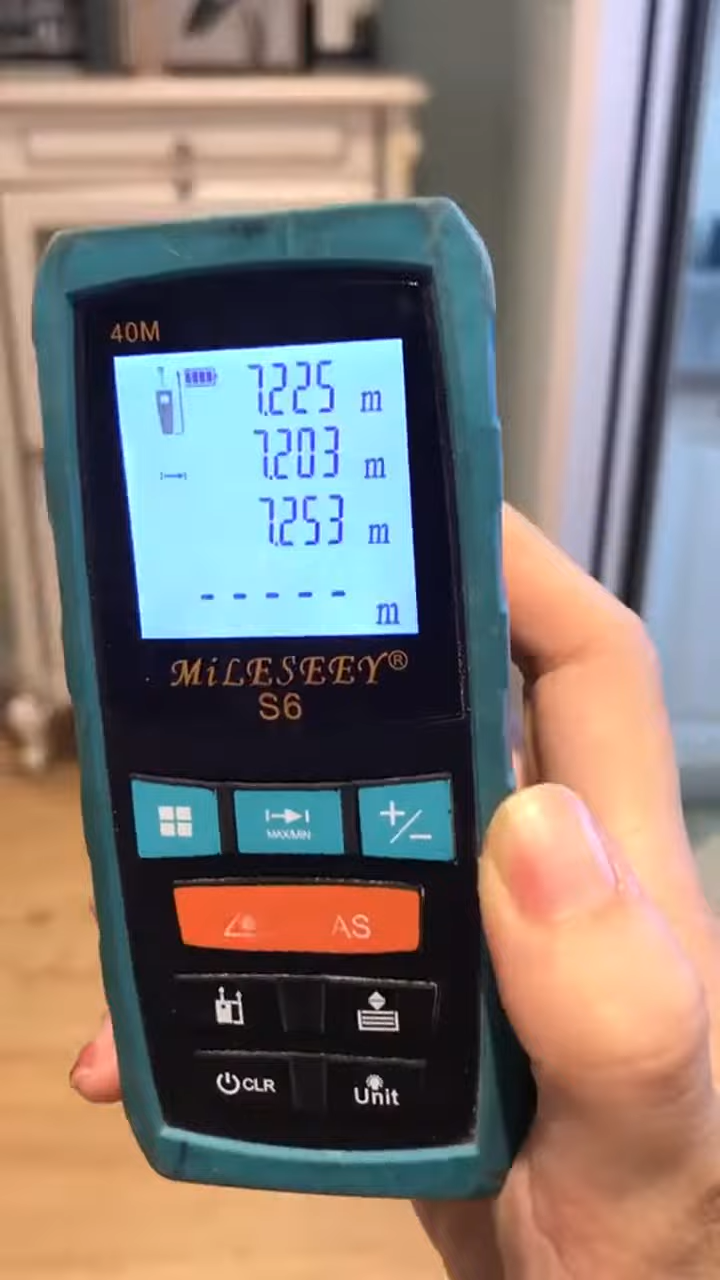 40M
7.225 m
7.203 m
7.253 m
- - - - - m
MiLESEEY®
S6
MAX/MIN
+/-
AS
CLR
Unit